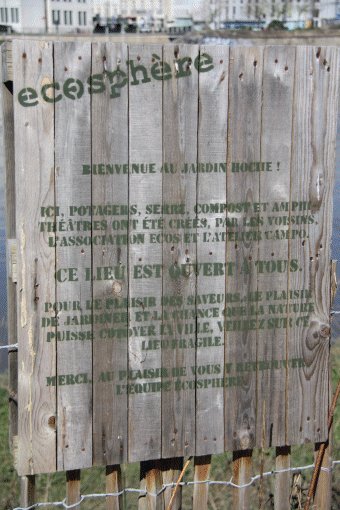 ecosphère
BIENVENUE AU JARDIN HOCHE !
ICI, POTAGERS, SERRE, COMPOST ET AMPHI
THÉÂTRES ONT ÉTÉ CRÉÉS, PAR LES VOISINS,
L'ASSOCIATION ECOS ET L'ATELIER CAMPO.
CE LIEU EST OUVERT À TOUS.
POUR LE PLAISIR DES SAVEURS, LE PLAISIR
DE JARDINER ET LA CHANCE QUE LA NATURE
PUISSE COTOYER LA VILLE, VEILLEZ SUR CE
LIEU FRAGILE.
MERCI, AU PLAISIR DE VOUS Y RETROUVER
L'ÉQUIPE ECOSPHÈRE